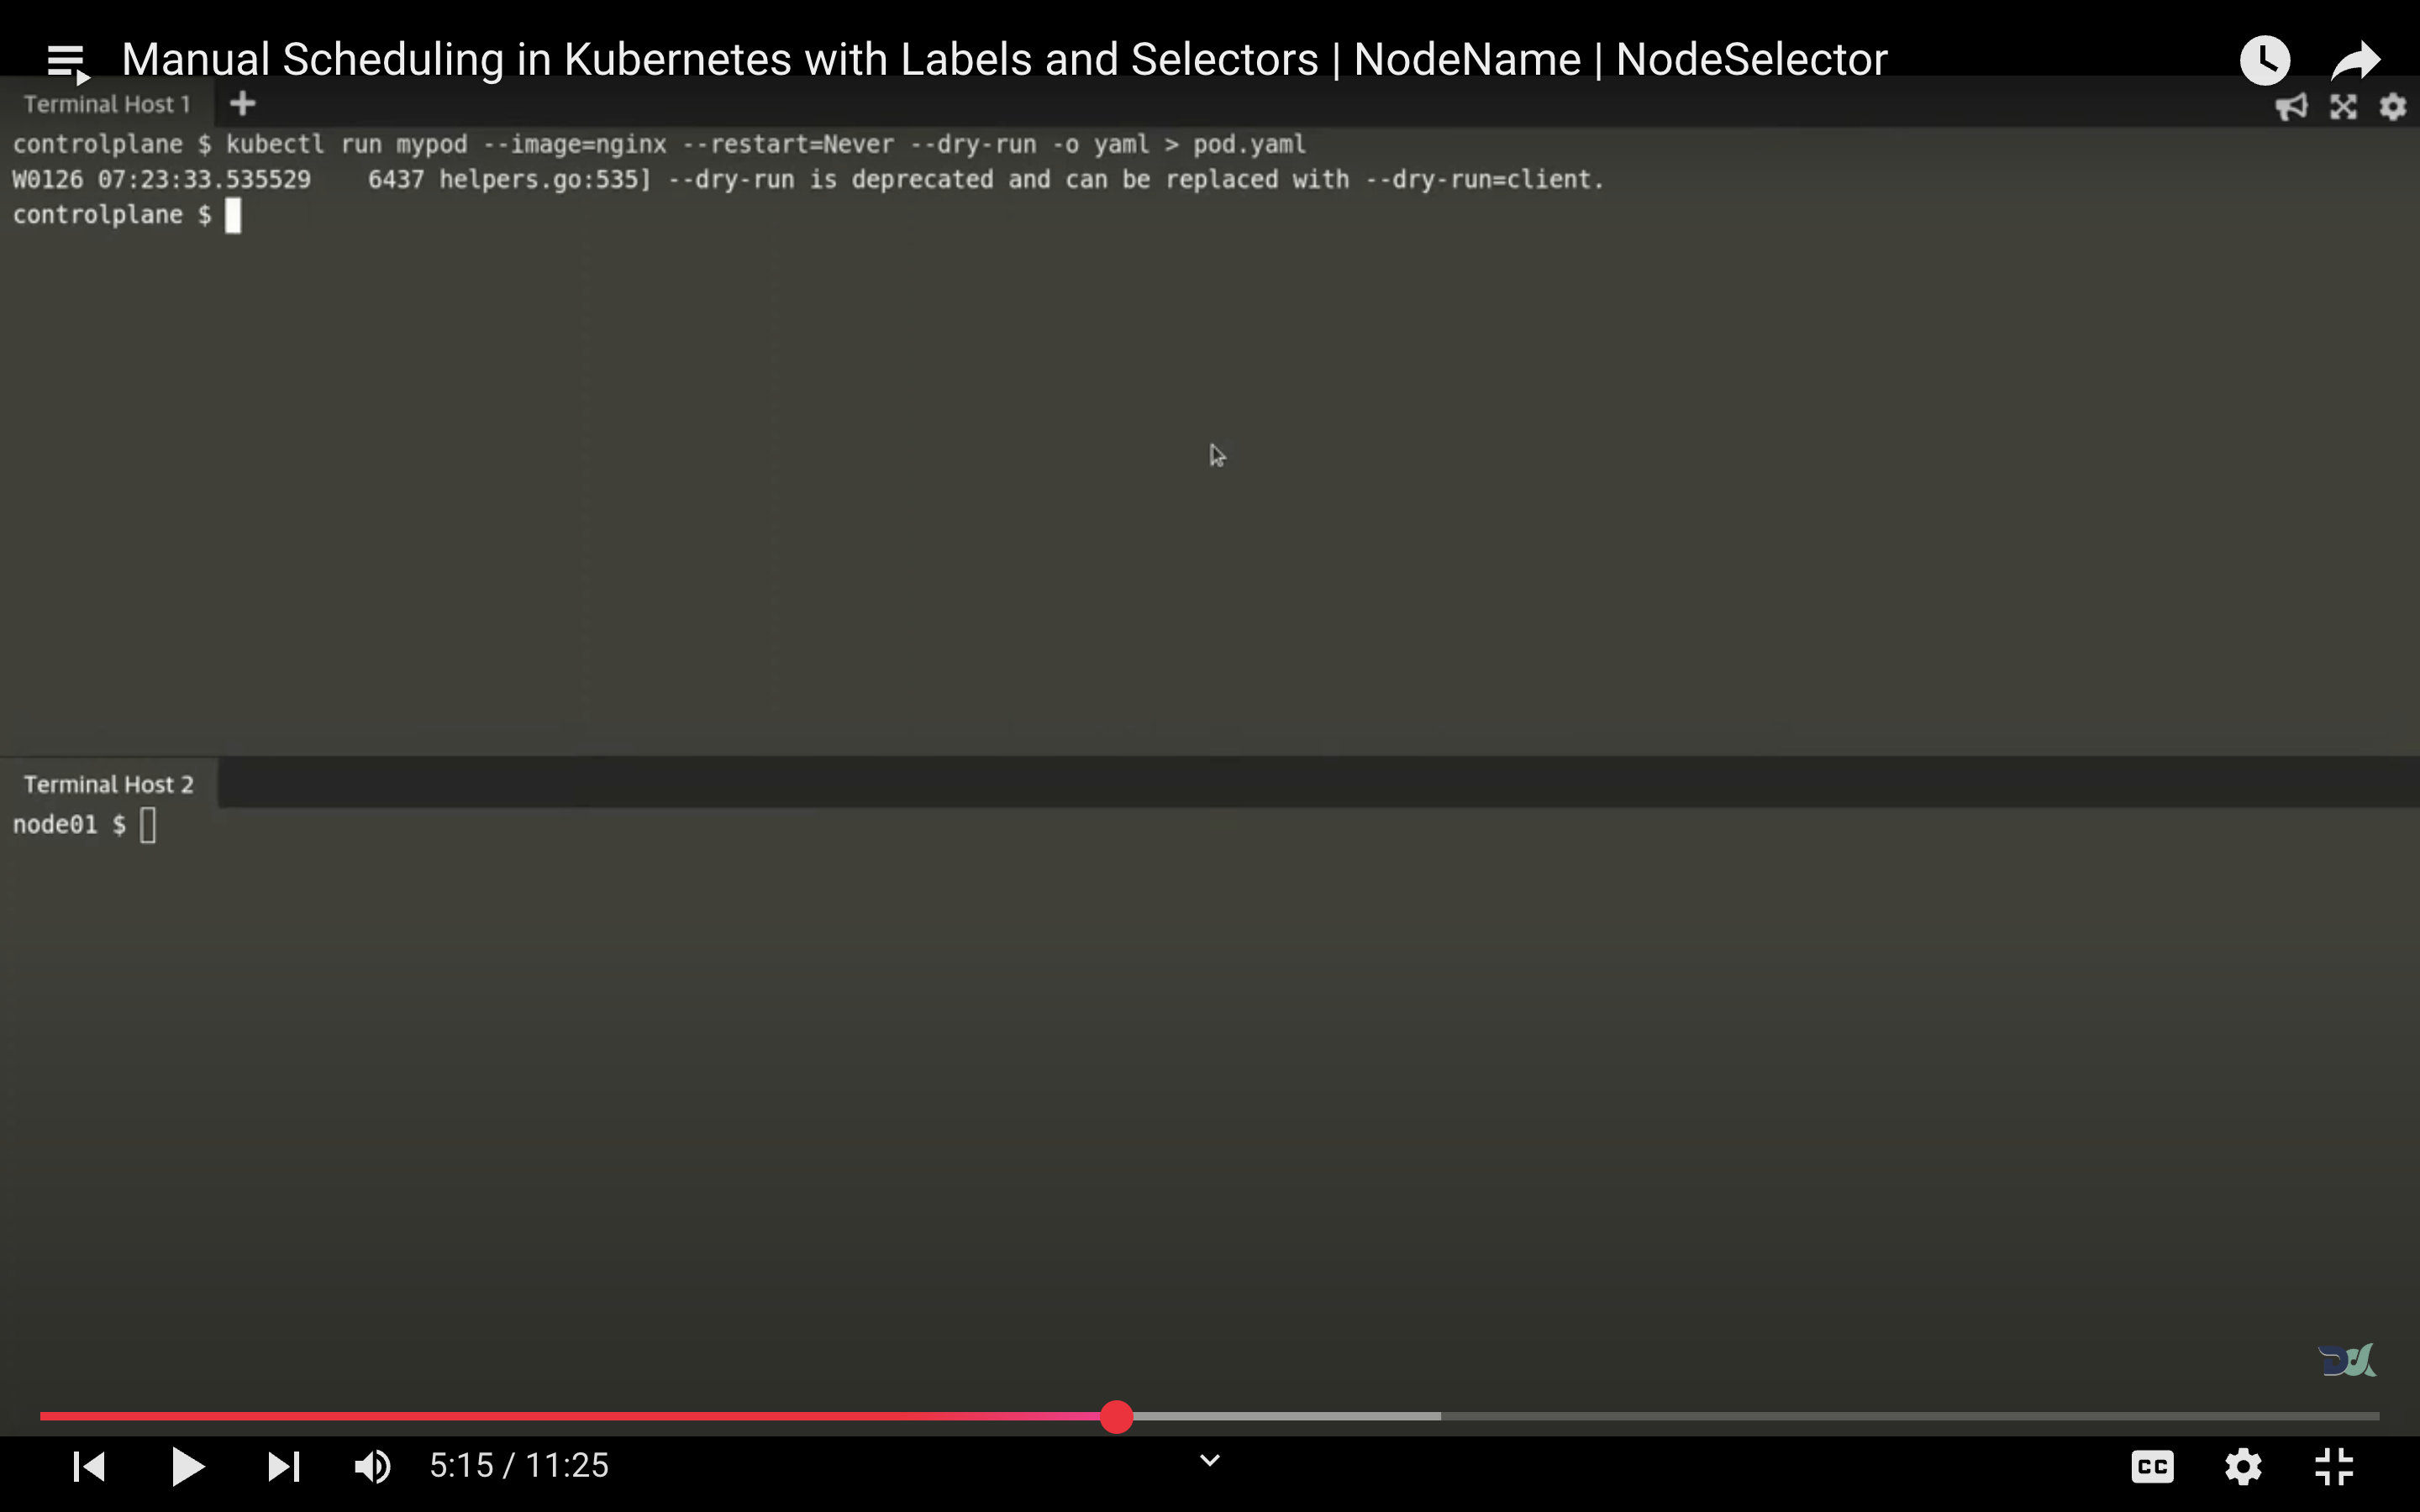 Manual Scheduling in Kubernetes with Labels and Selectors | NodeName | NodeSelector
Terminal Host 1
controlplane $ kubectl run mypod --image=nginx --restart=Never --dry-run -o yaml > pod.yaml
W0126 07:23:33.535529    6437 helpers.go:535] --dry-run is deprecated and can be replaced with --dry-run=client.
controlplane $
Terminal Host 2
node01 $
5:15 / 11:25
CC